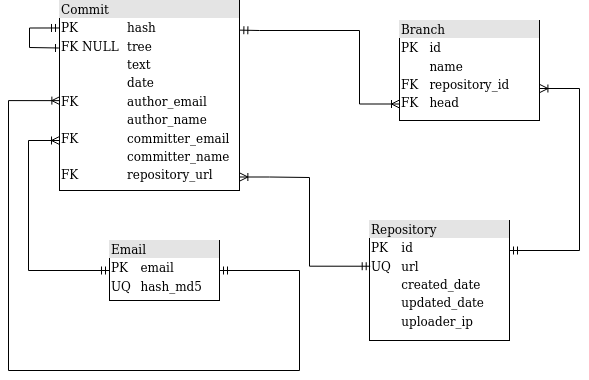 Commit
PK hash
FK NULL tree
text
date
FK author_email
author_name
FK committer_email
committer_name
FK repository_url
Branch
PK id
name
FK repository_id
FK head
Email
PK email
UQ hash_md5
Repository
PK id
UQ url
created_date
updated_date
uploader_ip